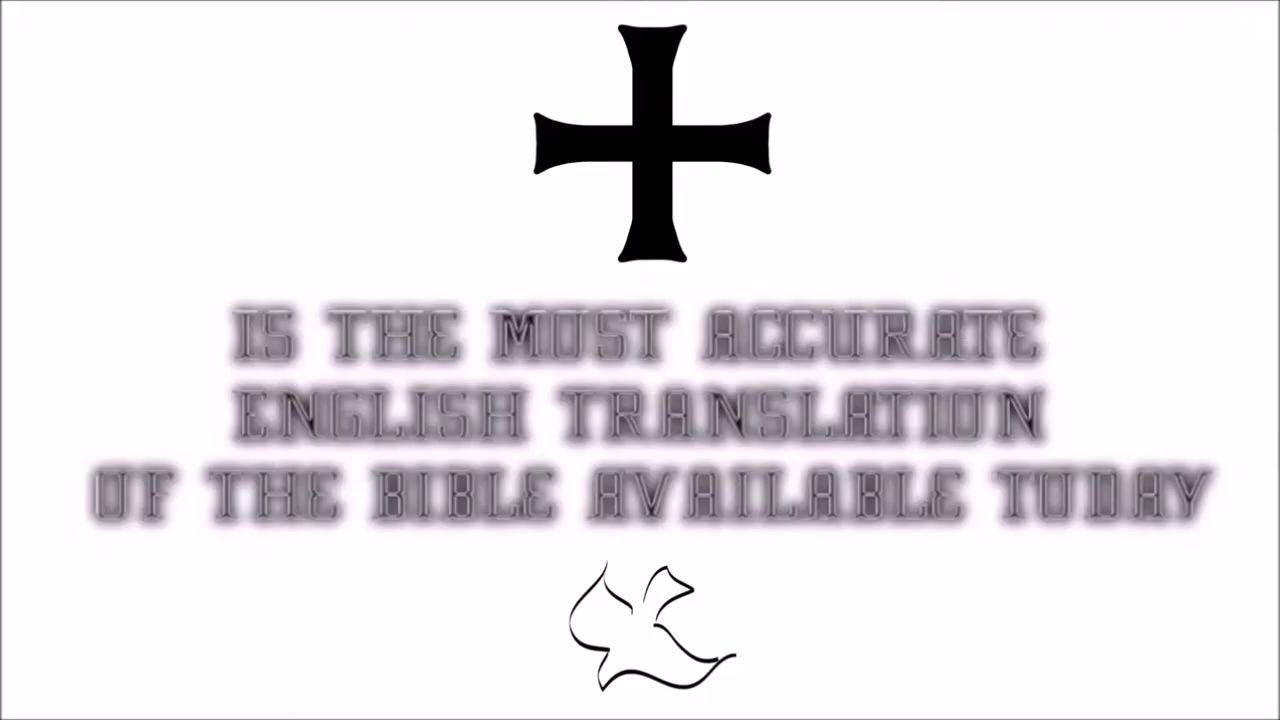 IS THE MOST ACCURATE
ENGLISH TRANSLATION
OF THE BIBLE AVAILABLE TODAY